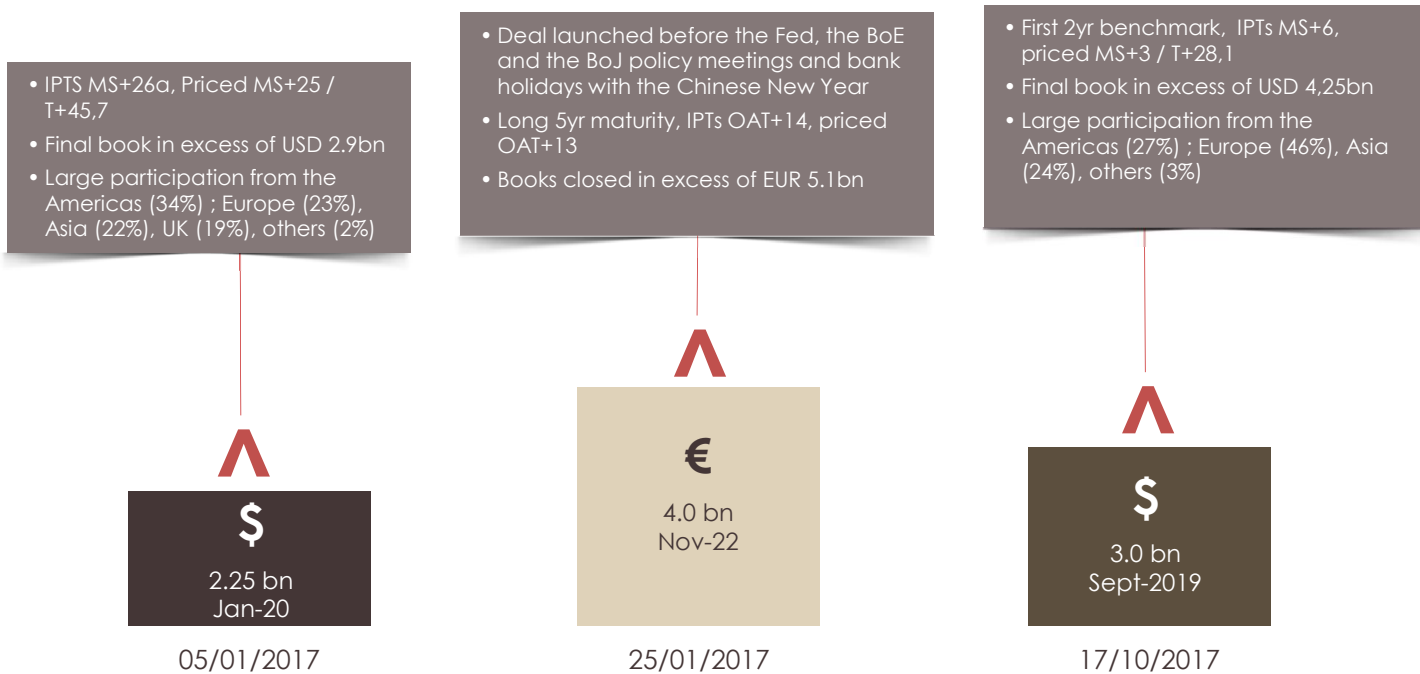 • IPTS MS+26a, Priced MS+25 /
T+45,7
• Final book in excess of USD 2.9bn
• Large participation from the
Americas (34%) ; Europe (23%),
Asia (22%), UK (19%), others (2%)
• Deal launched before the Fed, the BoE
and the BoJ policy meetings and bank
holidays with the Chinese New Year
• Long 5yr maturity, IPTs OAT+14, priced
OAT+13
• Books closed in excess of EUR 5.1bn
• First 2yr benchmark, IPTs MS+6,
priced MS+3 / T+28,1
• Final book in excess of USD 4,25bn
• Large participation from the
Americas (27%) ; Europe (46%), Asia
(24%), others (3%)
$
2.25 bn
Jan-20
€
4.0 bn
Nov-22
$
3.0 bn
Sept-2019
05/01/2017
25/01/2017
17/10/2017